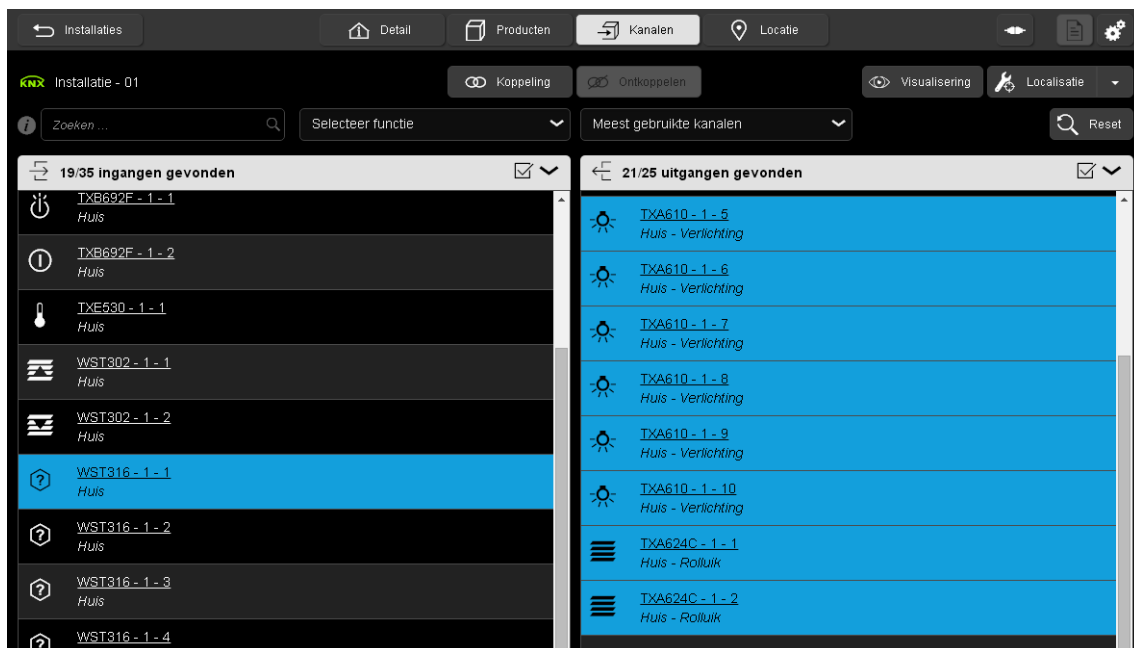 Installaties
Detail
Producten
Kanalen
Locatie
KNX Installatie - 01
Koppeling
Ontkoppelen
Visualisering
Localisatie
Zoeken ...
Selecteer functie
Meest gebruikte kanalen
Reset
19/35 ingangen gevonden
TXB692F - 1 - 1
Huis
TXB692F - 1 - 2
Huis
TXE530 - 1 - 1
Huis
WST302 - 1 - 1
Huis
WST302 - 1 - 2
Huis
WST316 - 1 - 1
Huis
WST316 - 1 - 2
Huis
WST316 - 1 - 3
Huis
WST316 - 1 - 4
21/25 uitgangen gevonden
TXA610 - 1 - 5
Huis - Verlichting
TXA610 - 1 - 6
Huis - Verlichting
TXA610 - 1 - 7
Huis - Verlichting
TXA610 - 1 - 8
Huis - Verlichting
TXA610 - 1 - 9
Huis - Verlichting
TXA610 - 1 - 10
Huis - Verlichting
TXA624C - 1 - 1
Huis - Rolluik
TXA624C - 1 - 2
Huis - Rolluik